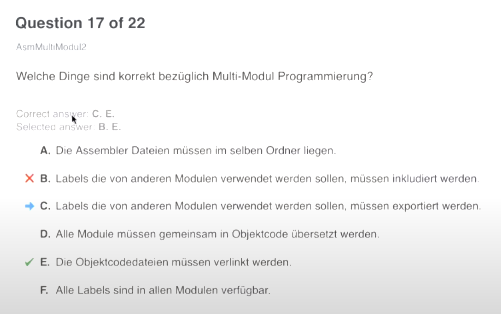 Question 17 of 22
AsmMultiModul2
Welche Dinge sind korrekt bezüglich Multi-Modul Programmierung?
Correct answer: C. E.
Selected answer: B. E.
A. Die Assembler Dateien müssen im selben Ordner liegen.
B. Labels die von anderen Modulen verwendet werden sollen, müssen inkludiert werden.
C. Labels die von anderen Modulen verwendet werden sollen, müssen exportiert werden.
D. Alle Module müssen gemeinsam in Objektcode übersetzt werden.
E. Die Objektcodedateien müssen verlinkt werden.
F. Alle Labels sind in allen Modulen verfügbar.